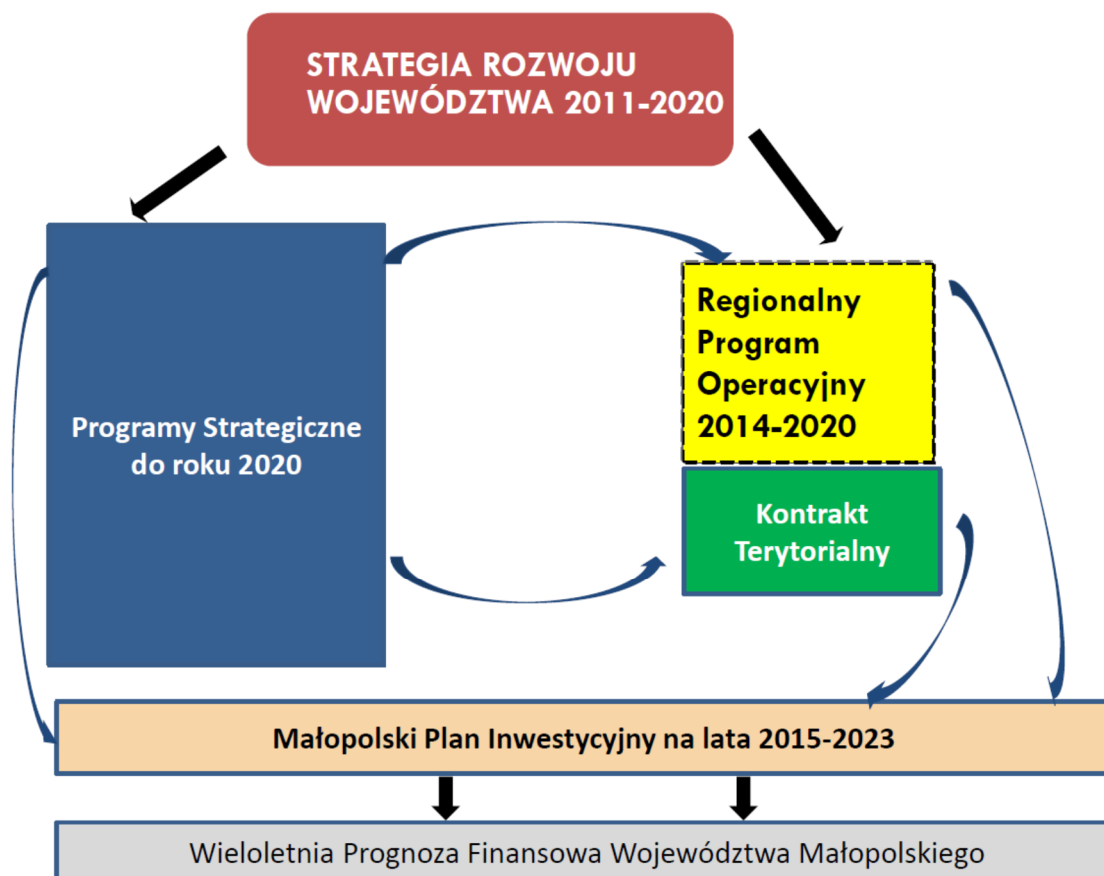 STRATEGIA ROZWOJU
WOJEWÓDZTWA 2011-2020
Regionalny
Program
Operacyjny
2014-2020
Programy Strategiczne
do roku 2020
Kontrakt
Terytorialny
Małopolski Plan Inwestycyjny na lata 2015-2023
Wieloletnia Prognoza Finansowa Województwa Małopolskiego